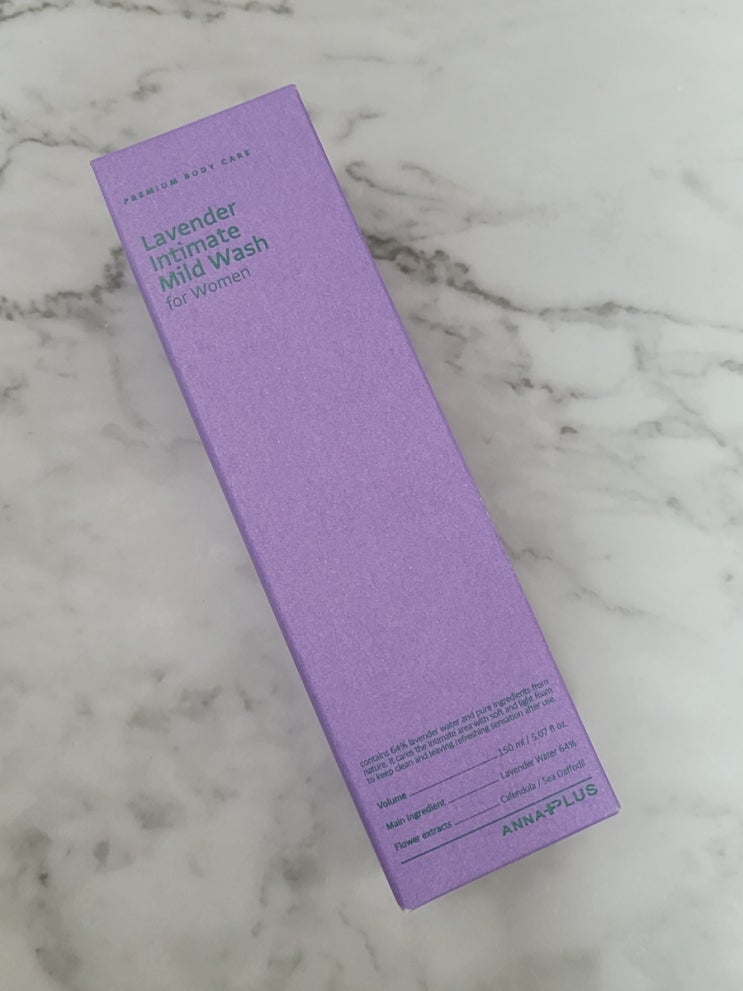 PREMIUM BODY CARE
Lavender
Intimate
Mild Wash
for Women
contains 64% lavender water and pure ingredients from
nature. It cares the intimate area with soft and light foam
to keep clean and leaving refreshing sensation after use.
Volume 150 ml / 5.07 fl oz.
Main ingredient Lavender Water 64%
Flower extracts Calendula / Sea Daffodil
ANNA+PLUS